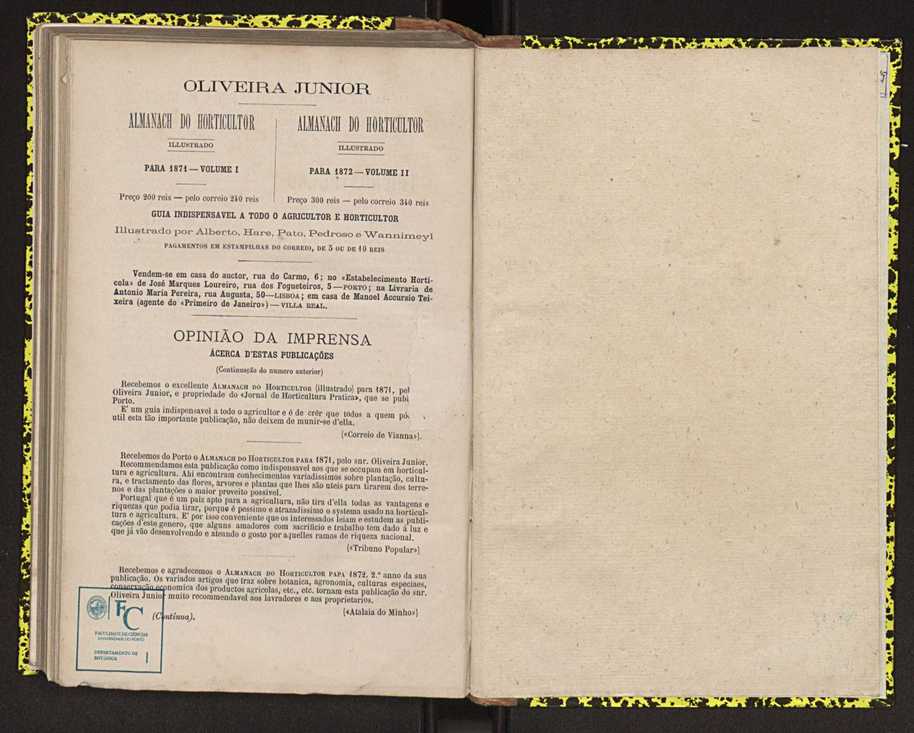 OLIVEIRA JUNIOR
ALMANACH DO HORTICULTOR
ILLUSTRADO
PARA 1871 — VOLUME I
Preço 200 reis — pelo correio 240 reis
ALMANACH DO HORTICULTOR
ILLUSTRADO
PARA 1872 — VOLUME II
Preço 300 reis — pelo correio 340 reis
GUIA INDISPENSAVEL A TODO O AGRICULTOR E HORTICULTOR
Illustrado por Alberto, Hare, Pato, Pedroso e Wannimeyl
PAGAMENTOS EM ESTAMPILHAS DO CORREIO, DE 5 OU DE 10 REIS
Vendem-se em casa do auctor, rua do Carmo, 6; no «Estabelecimento Horti-
cola» de José Marques Loureiro, rua dos Fogueteiros, 5—PORTO; na Livraria de
Antonio Maria Pereira, rua Augusta, 50—LISBOA; em casa de Manoel Accursio Tei-
xeira (agente do «Primeiro de Janeiro»)—VILLA REAL.
OPINIÃO DA IMPRENSA
ÁCERCA D'ESTAS PUBLICAÇÕES
(Continuação do numero anterior)
Recebemos o excellente ALMANACH DO HORTICULTOR (illustrado) para 1871, pel
Oliveira Junior, e propriedade do «Jornal de Horticultura Pratica», que se publ
Porto.
E' um guia indispensavel a todo o agricultor e é de crêr que todos a quem
util esta tão importante publicação, não deixem de munir-se d'ella.
(«Correio de Vianna»).
Recebemos do Porto o ALMANACH DO HORTICULTOR PARA 1871, pelo snr. Oliveira Junior.
Recommendamos esta publicação como indispensavel aos que se occupam em horticul-
tura e agricultura. Ahi encontram conhecimentos variadissimos sobre plantação, cultu-
ra, e tractamento das flores, arvores e plantas que lhes são uteis para tirarem dos terre-
nos e das plantações o maior proveito possivel.
Portugal que é um paiz apto para a agricultura, não tira d'ella todas as vantagens e
riquezas que podia tirar, porque é pessimo e atrazadissimo o systema usado na horticul-
tura e agricultura. E' por isso conveniente que os interessados leiam e estudem as publi-
cações d'este genero, que alguns amadores com sacrificio e trabalho tem dado á luz e
que já vão desenvolvendo e ateando o gosto por aquelles ramos de riqueza nacional.
(«Tribuno Popular»)
Recebemos e agradecemos o ALMANACH DO HORTICULTOR PAPA 1872, 2.º anno da sua
publicação. Os variados artigos que traz sobre botanica, agronomia, culturas especiaes,
conservação economica dos productos agricolas, etc., etc. tornam esta publicação do snr.
Oliveira Junior muito recommendavel aos lavradores e aos proprietarios.
(«Atalaia do Minho»)
(Continua).
FC
FACULDADE DE CIÊNCIAS
UNIVERSIDADE DO PORTO
DEPARTAMENTO DE
BOTÂNICA